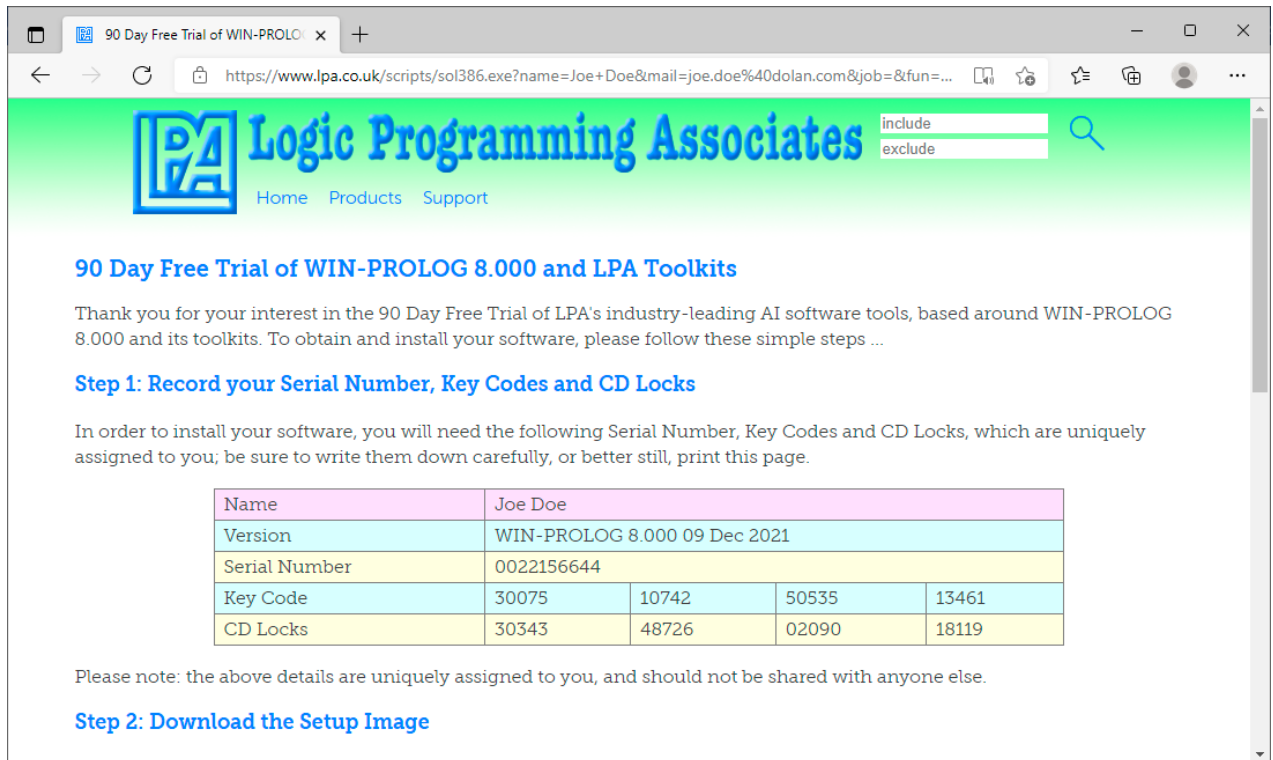 90 Day Free Trial of WIN-PROLO
https://www.lpa.co.uk/scripts/sol386.exe?name=Joe+Doe&mail=joe.doe%40dolan.com&job=&fun=...
LPA Logic Programming Associates
include
exclude
Home Products Support
90 Day Free Trial of WIN-PROLOG 8.000 and LPA Toolkits
Thank you for your interest in the 90 Day Free Trial of LPA's industry-leading AI software tools, based around WIN-PROLOG
8.000 and its toolkits. To obtain and install your software, please follow these simple steps ...
Step 1: Record your Serial Number, Key Codes and CD Locks
In order to install your software, you will need the following Serial Number, Key Codes and CD Locks, which are uniquely
assigned to you; be sure to write them down carefully, or better still, print this page.
Name Joe Doe
Version WIN-PROLOG 8.000 09 Dec 2021
Serial Number 0022156644
Key Code 30075 10742 50535 13461
CD Locks 30343 48726 02090 18119
Please note: the above details are uniquely assigned to you, and should not be shared with anyone else.
Step 2: Download the Setup Image